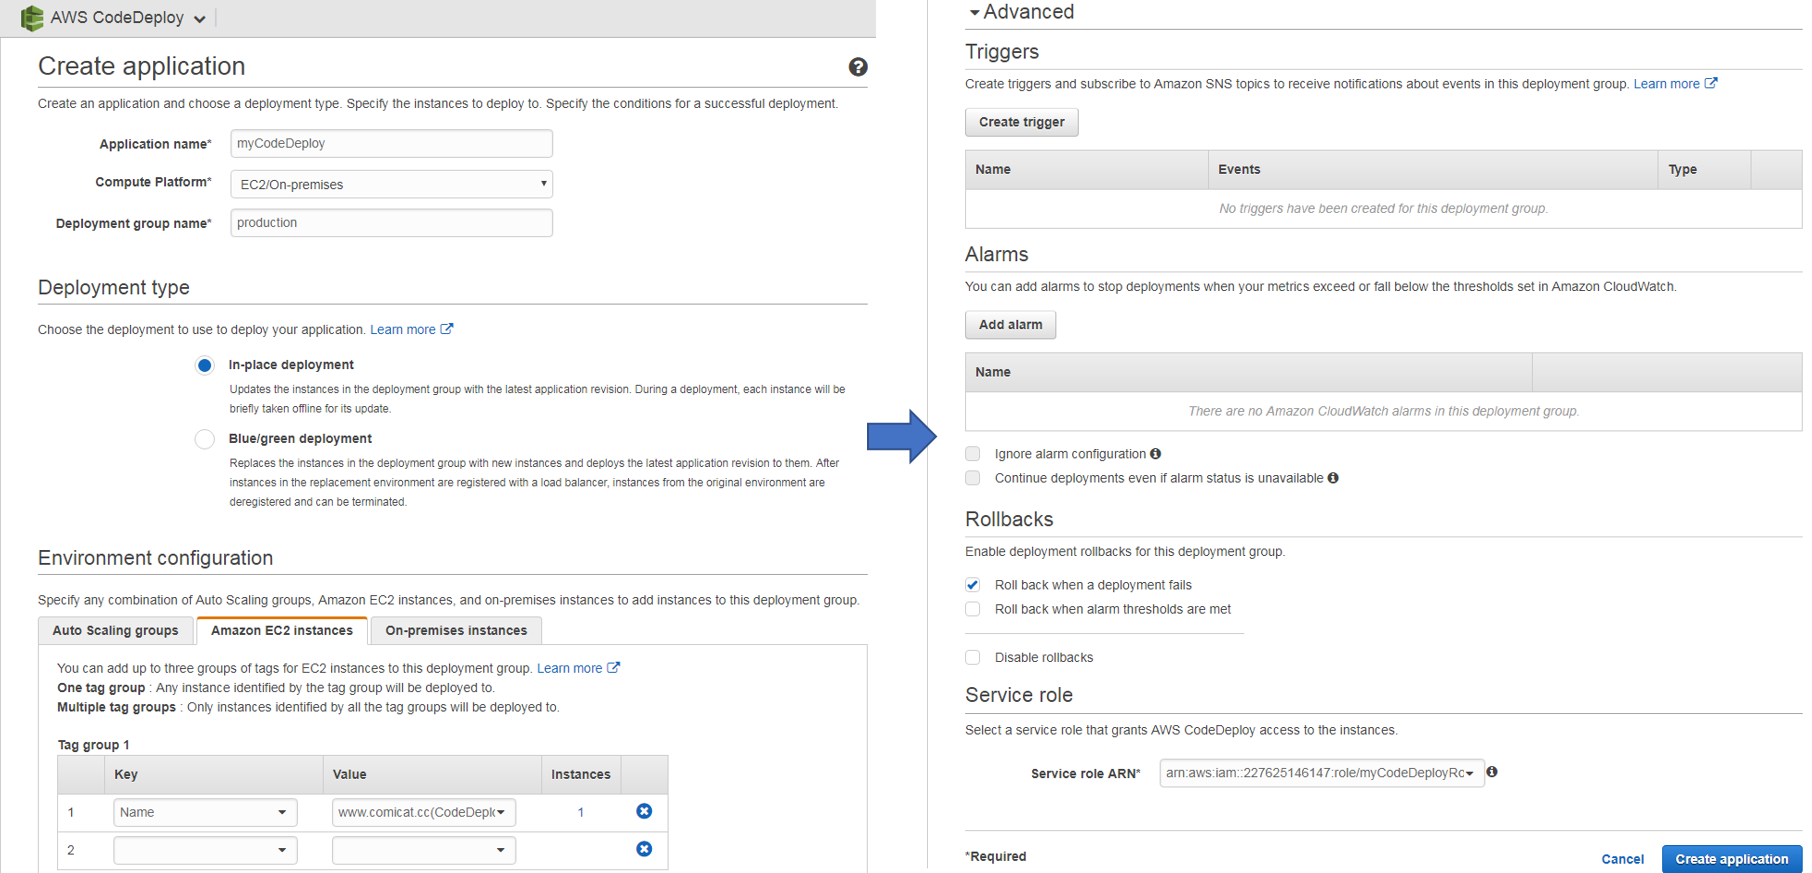 AWS CodeDeploy
Create application
Create an application and choose a deployment type. Specify the instances to deploy to. Specify the conditions for a successful deployment.
Application name* myCodeDeploy
Compute Platform* EC2/On-premises
Deployment group name* production
Deployment type
Choose the deployment to use to deploy your application. Learn more
In-place deployment
Updates the instances in the deployment group with the latest application revision. During a deployment, each instance will be
briefly taken offline for its update.
Blue/green deployment
Replaces the instances in the deployment group with new instances and deploys the latest application revision to them. After
instances in the replacement environment are registered with a load balancer, instances from the original environment are
deregistered and can be terminated.
Environment configuration
Specify any combination of Auto Scaling groups, Amazon EC2 instances, and on-premises instances to add instances to this deployment group.
Auto Scaling groups Amazon EC2 instances On-premises instances
You can add up to three groups of tags for EC2 instances to this deployment group. Learn more
One tag group : Any instance identified by the tag group will be deployed to.
Multiple tag groups : Only instances identified by all the tag groups will be deployed to.
Tag group 1
Key Value Instances
1 Name www.comicat.cc(CodeDepl 1
2
Advanced
Triggers
Create triggers and subscribe to Amazon SNS topics to receive notifications about events in this deployment group. Learn more
Create trigger
Name Events Type
No triggers have been created for this deployment group.
Alarms
You can add alarms to stop deployments when your metrics exceed or fall below the thresholds set in Amazon CloudWatch.
Add alarm
Name
There are no Amazon CloudWatch alarms in this deployment group.
Ignore alarm configuration
Continue deployments even if alarm status is unavailable
Rollbacks
Enable deployment rollbacks for this deployment group.
Roll back when a deployment fails
Roll back when alarm thresholds are met
Disable rollbacks
Service role
Select a service role that grants AWS CodeDeploy access to the instances.
Service role ARN* arn:aws:iam::227625146147:role/myCodeDeployRo
*Required
Cancel Create application